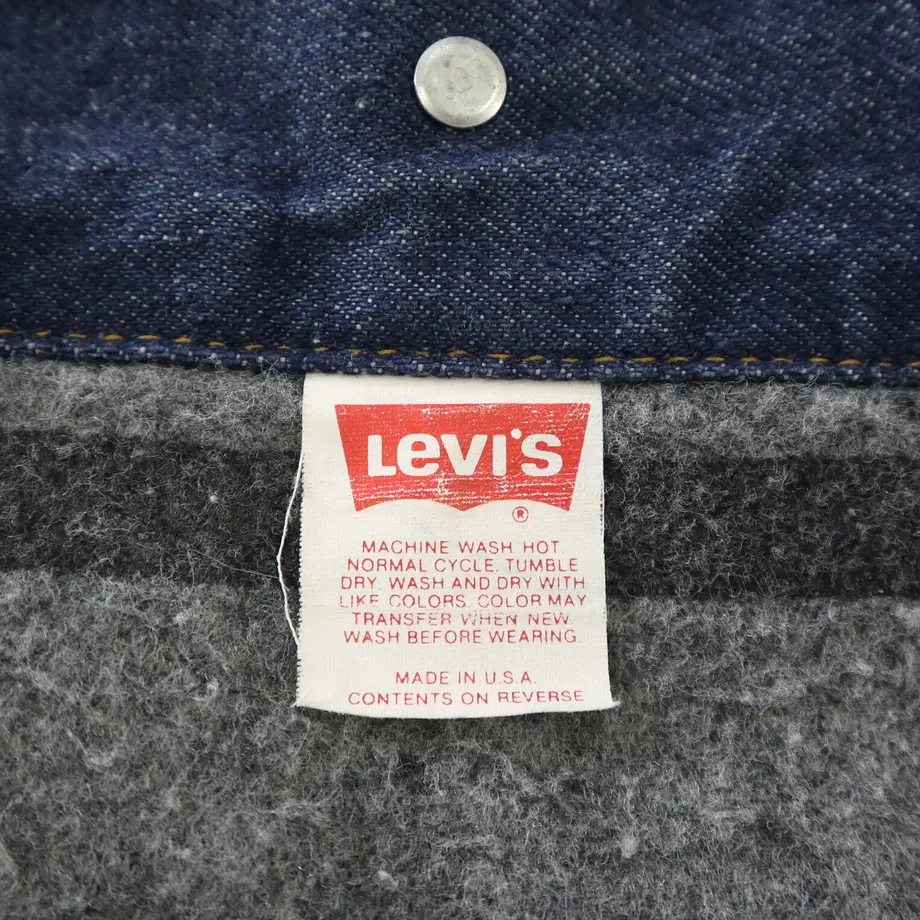 Levi's
®
MACHINE WASH HOT.
NORMAL CYCLE. TUMBLE
DRY. WASH AND DRY WITH
LIKE COLORS. COLOR MAY
TRANSFER WHEN NEW.
WASH BEFORE WEARING.
MADE IN U.S.A.
CONTENTS ON REVERSE